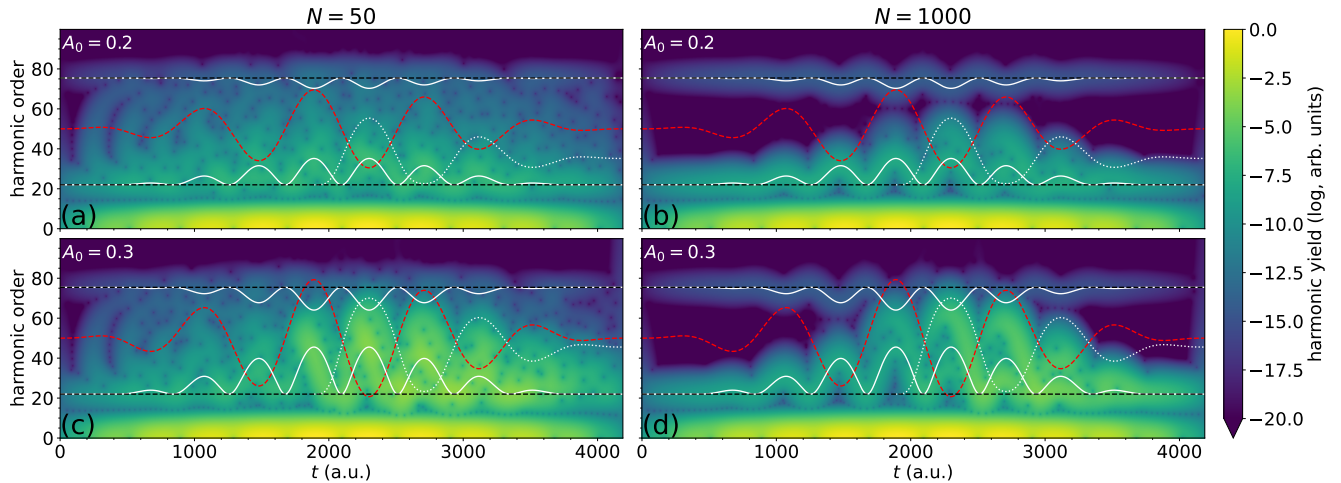 N = 50
N = 1000
A₀ = 0.2
A₀ = 0.2
0.0
80
−2.5
60
−5.0
40
−7.5
20
0
(a)
(b)
harmonic order
−10.0
A₀ = 0.3
A₀ = 0.3
80
−12.5
60
−15.0
40
−17.5
20
0
−20.0
(c)
(d)
harmonic order
harmonic yield (log, arb. units)
0 1000 2000 3000 4000
0 1000 2000 3000 4000
t (a.u.)
t (a.u.)